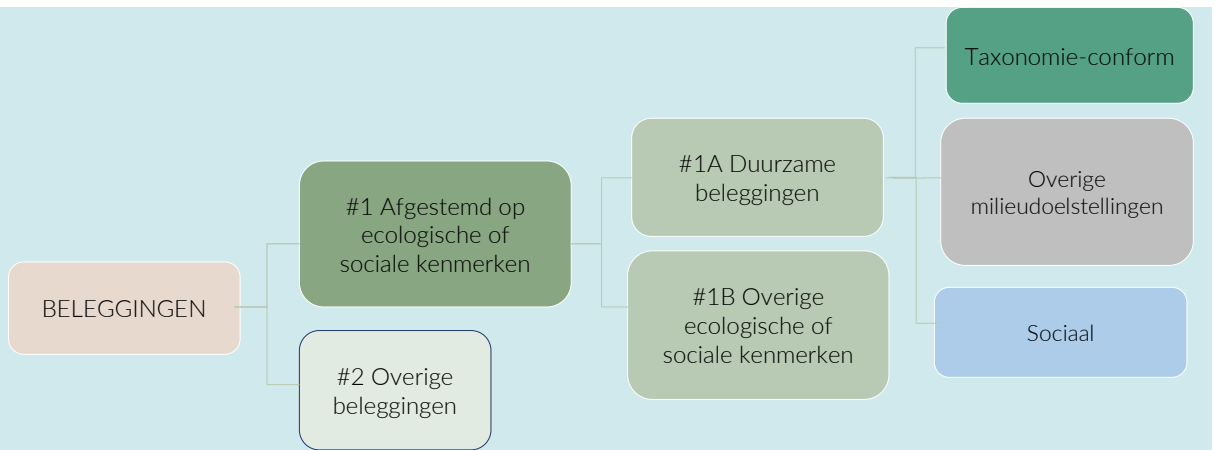 BELEGGINGEN
#1 Afgestemd op
ecologische of
sociale kenmerken
#2 Overige
beleggingen
#1A Duurzame
beleggingen
#1B Overige
ecologische of
sociale kenmerken
Taxonomie-conform
Overige
milieudoelstellingen
Sociaal